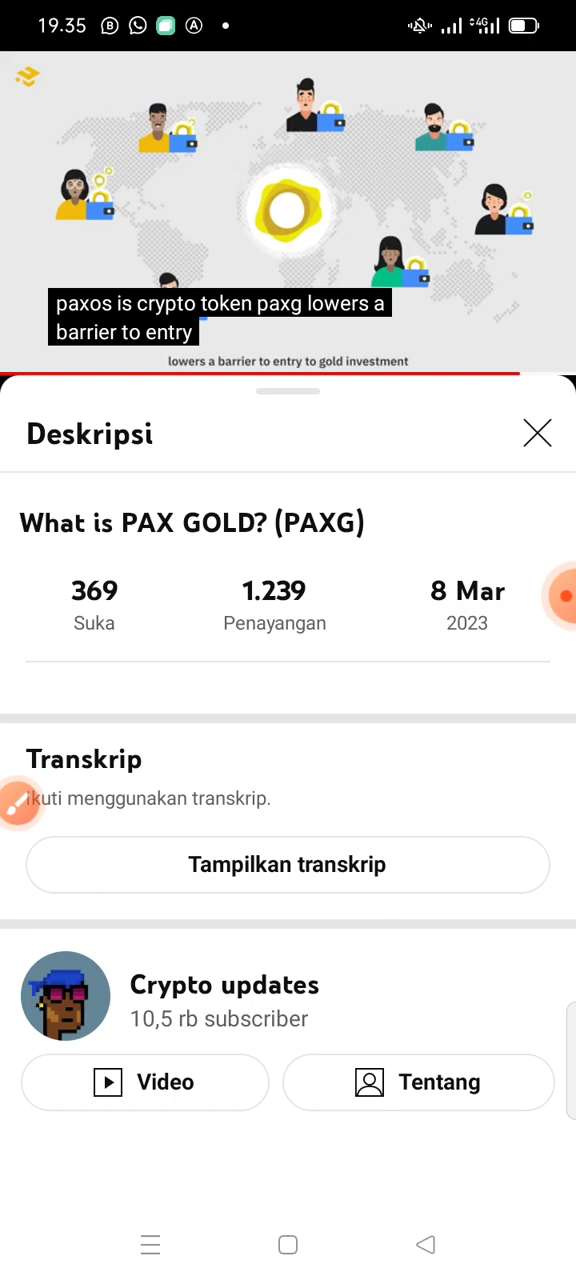 19.35
4G
paxos is crypto token paxg lowers a
barrier to entry
lowers a barrier to entry to gold investment
Deskripsi
What is PAX GOLD? (PAXG)
369
1.239
8 Mar
Suka
Penayangan
2023
Transkrip
ikuti menggunakan transkrip.
Tampilkan transkrip
Crypto updates
10,5 rb subscriber
Video
Tentang